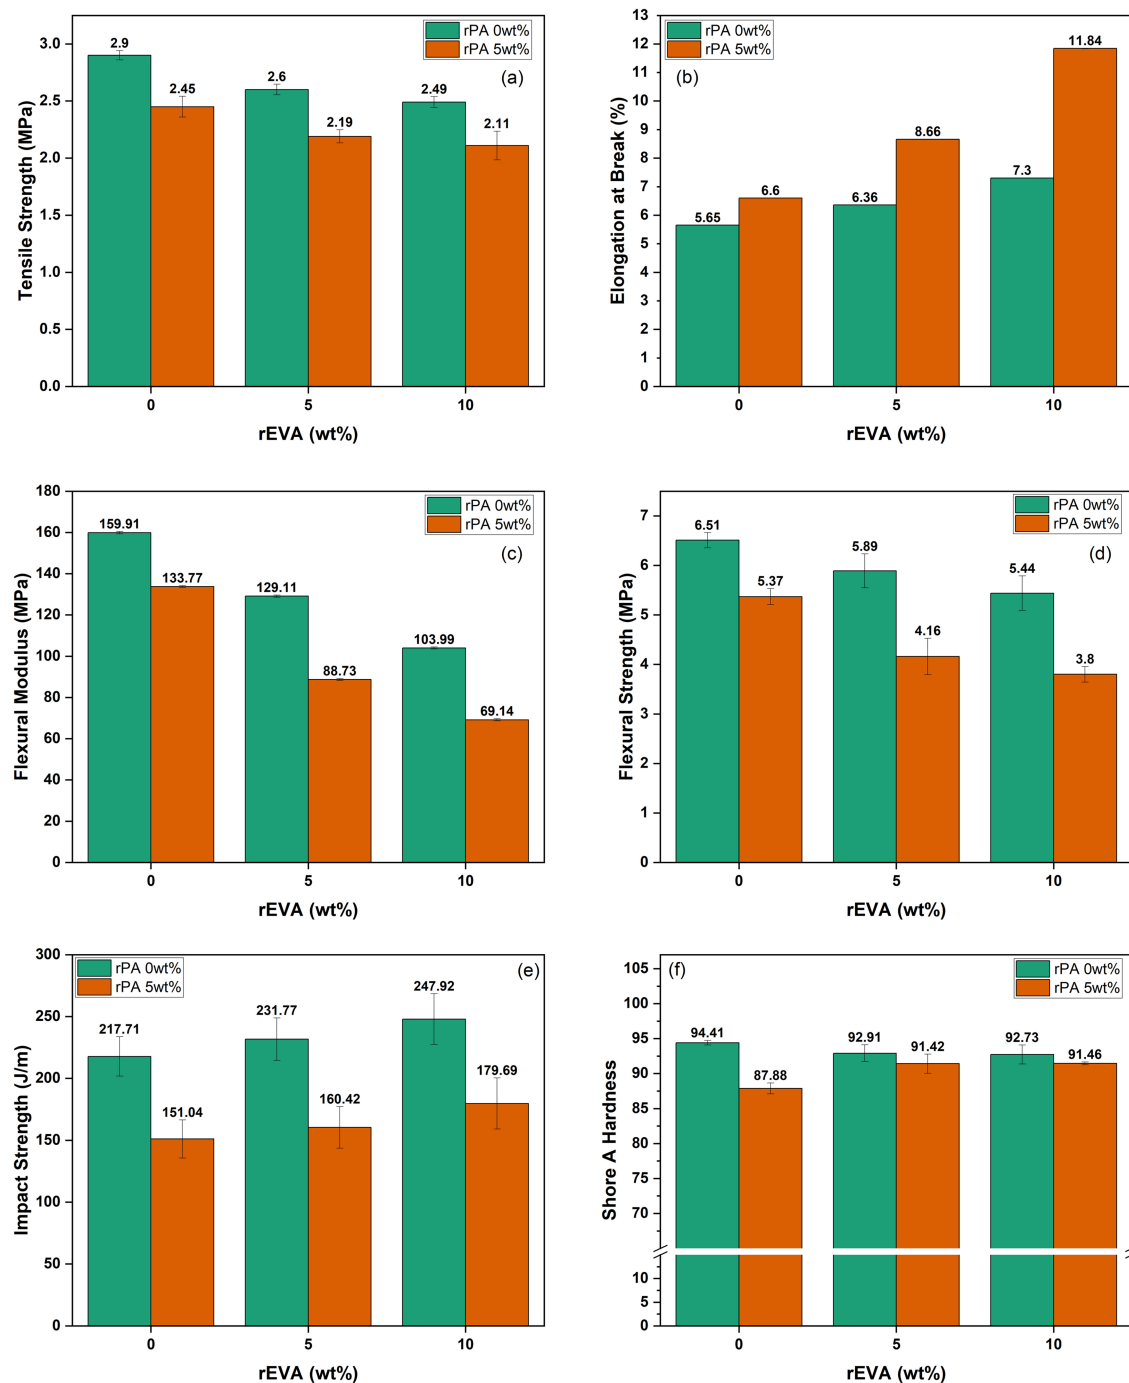 Tensile Strength (MPa)
3.0
2.5
2.0
1.5
1.0
0.5
0.0
2.9
2.45
2.6
2.19
2.49
2.11
rPA 0wt%
rPA 5wt%
(a)
0 5 10
rEVA (wt%)
Elongation at Break (%)
13
12
11
10
9
8
7
6
5
4
3
2
1
0
5.65
6.6
6.36
8.66
7.3
11.84
rPA 0wt%
rPA 5wt%
(b)
0 5 10
rEVA (wt%)
Flexural Modulus (MPa)
180
160
140
120
100
80
60
40
20
0
159.91
133.77
129.11
88.73
103.99
69.14
rPA 0wt%
rPA 5wt%
(c)
0 5 10
rEVA (wt%)
Flexural Strength (MPa)
7
6
5
4
3
2
1
0
6.51
5.37
5.89
4.16
5.44
3.8
rPA 0wt%
rPA 5wt%
(d)
0 5 10
rEVA (wt%)
Impact Strength (J/m)
300
250
200
150
100
50
0
217.71
151.04
231.77
160.42
247.92
179.69
rPA 0wt%
rPA 5wt%
(e)
0 5 10
rEVA (wt%)
Shore A Hardness
105
100
95
90
85
80
75
70
10
5
0
94.41
87.88
92.91
91.42
92.73
91.46
rPA 0wt%
rPA 5wt%
(f)
0 5 10
rEVA (wt%)